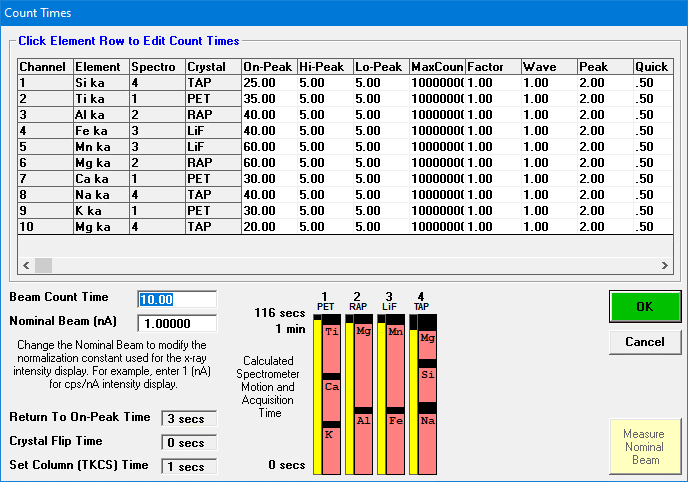 Count Times
Click Element Row to Edit Count Times
Channel Element Spectro Crystal On-Peak Hi-Peak Lo-Peak MaxCoun Factor Wave Peak Quick
1 Si ka 4 TAP 25.00 5.00 5.00 10000000 1.00 1.00 2.00 .50
2 Ti ka 1 PET 35.00 5.00 5.00 10000000 1.00 1.00 2.00 .50
3 Al ka 2 RAP 40.00 5.00 5.00 10000000 1.00 1.00 2.00 .50
4 Fe ka 3 LiF 40.00 5.00 5.00 10000000 1.00 1.00 2.00 .50
5 Mn ka 3 LiF 60.00 5.00 5.00 10000000 1.00 1.00 2.00 .50
6 Mg ka 2 RAP 60.00 5.00 5.00 10000000 1.00 1.00 2.00 .50
7 Ca ka 1 PET 30.00 5.00 5.00 10000000 1.00 1.00 2.00 .50
8 Na ka 4 TAP 40.00 5.00 5.00 10000000 1.00 1.00 2.00 .50
9 K ka 1 PET 30.00 5.00 5.00 10000000 1.00 1.00 2.00 .50
10 Mg ka 4 TAP 20.00 5.00 5.00 10000000 1.00 1.00 2.00 .50
Beam Count Time 10.00
Nominal Beam (nA) 1.00000
Change the Nominal Beam to modify the
normalization constant used for the x-ray
intensity display. For example, enter 1 (nA)
for cps/nA intensity display.
Return To On-Peak Time 3 secs
Crystal Flip Time 0 secs
Set Column (TKCS) Time 1 secs
116 secs
1 min
Calculated
Spectrometer
Motion and
Acquisition
Time
0 secs
1 2 3 4
PET RAP LiF TAP
Ti Mg Mn Mg
Si
Ca
Al Fe Na
K
OK
Cancel
Measure
Nominal
Beam